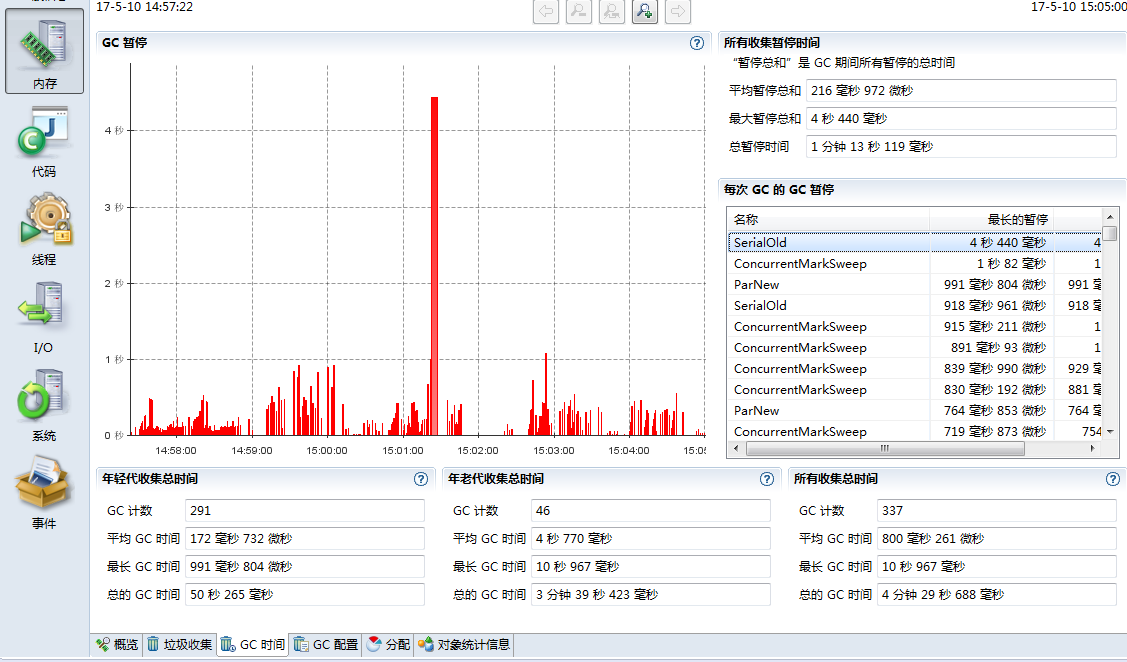 17-5-10 14:57:22
17-5-10 15:05:00
内存
代码
线程
I/O
系统
事件
GC 暂停
4 秒
3 秒
2 秒
1 秒
0 秒
14:58:00 14:59:00 15:00:00 15:01:00 15:02:00 15:03:00 15:04:00 15:05
所有收集暂停时间
“暂停总和”是 GC 期间所有暂停的总时间
平均暂停总和 216 毫秒 972 微秒
最大暂停总和 4 秒 440 毫秒
总暂停时间 1 分钟 13 秒 119 毫秒
每次 GC 的 GC 暂停
名称 最长的暂停
SerialOld 4 秒 440 毫秒 4
ConcurrentMarkSweep 1 秒 82 毫秒 1
ParNew 991 毫秒 804 微秒 991 毫
SerialOld 918 毫秒 961 微秒 918 毫
ConcurrentMarkSweep 915 毫秒 211 微秒 1
ConcurrentMarkSweep 891 毫秒 93 微秒 1
ConcurrentMarkSweep 839 毫秒 990 微秒 929 毫
ConcurrentMarkSweep 830 毫秒 192 微秒 881 毫
ParNew 764 毫秒 853 微秒 764 毫
ConcurrentMarkSweep 719 毫秒 873 微秒 754
年轻代收集总时间
GC 计数 291
平均 GC 时间 172 毫秒 732 微秒
最长 GC 时间 991 毫秒 804 微秒
总的 GC 时间 50 秒 265 毫秒
年老代收集总时间
GC 计数 46
平均 GC 时间 4 秒 770 毫秒
最长 GC 时间 10 秒 967 毫秒
总的 GC 时间 3 分钟 39 秒 423 毫秒
所有收集总时间
GC 计数 337
平均 GC 时间 800 毫秒 261 微秒
最长 GC 时间 10 秒 967 毫秒
总的 GC 时间 4 分钟 29 秒 688 毫秒
概览 垃圾收集 GC 时间 GC 配置 分配 对象统计信息